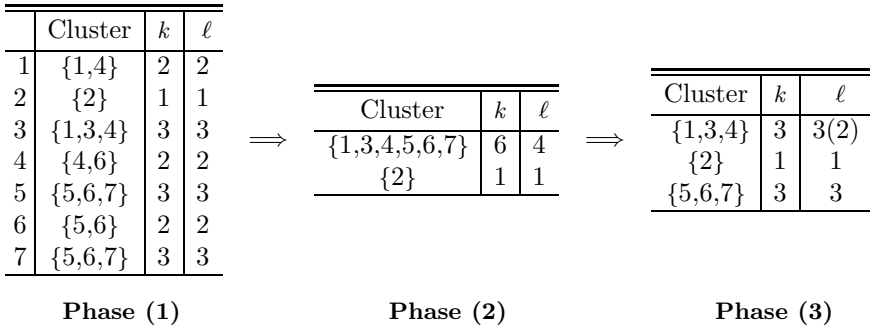 Cluster k ℓ
1 {1,4} 2 2
2 {2} 1 1
3 {1,3,4} 3 3
4 {4,6} 2 2
5 {5,6,7} 3 3
6 {5,6} 2 2
7 {5,6,7} 3 3
Phase (1)
⟹
Cluster k ℓ
{1,3,4,5,6,7} 6 4
{2} 1 1
Phase (2)
⟹
Cluster k ℓ
{1,3,4} 3 3(2)
{2} 1 1
{5,6,7} 3 3
Phase (3)